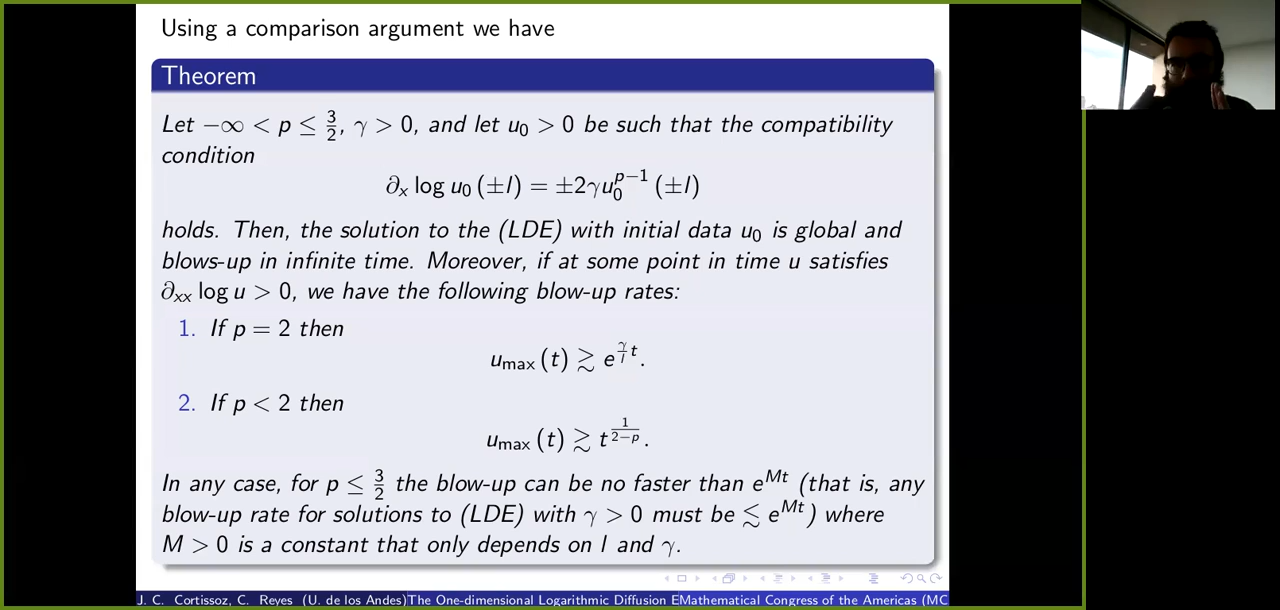 Using a comparison argument we have
Theorem
Let −∞ < p ≤ 3/2, γ > 0, and let u₀ > 0 be such that the compatibility
condition
∂ₓ log u₀ (±l) = ±2γu₀^{p−1} (±l)
holds. Then, the solution to the (LDE) with initial data u₀ is global and
blows-up in infinite time. Moreover, if at some point in time u satisfies
∂ₓₓ log u > 0, we have the following blow-up rates:
1. If p = 2 then
u_max (t) ≳ e^{γ/l t}.
2. If p < 2 then
u_max (t) ≳ t^{1/(2−p)}.
In any case, for p ≤ 3/2 the blow-up can be no faster than e^{Mt} (that is, any
blow-up rate for solutions to (LDE) with γ > 0 must be ≲ e^{Mt}) where
M > 0 is a constant that only depends on l and γ.
J. C. Cortissoz, C. Reyes (U. de los Andes)The One-dimensional Logarithmic Diffusion EMathematical Congress of the Americas (MC